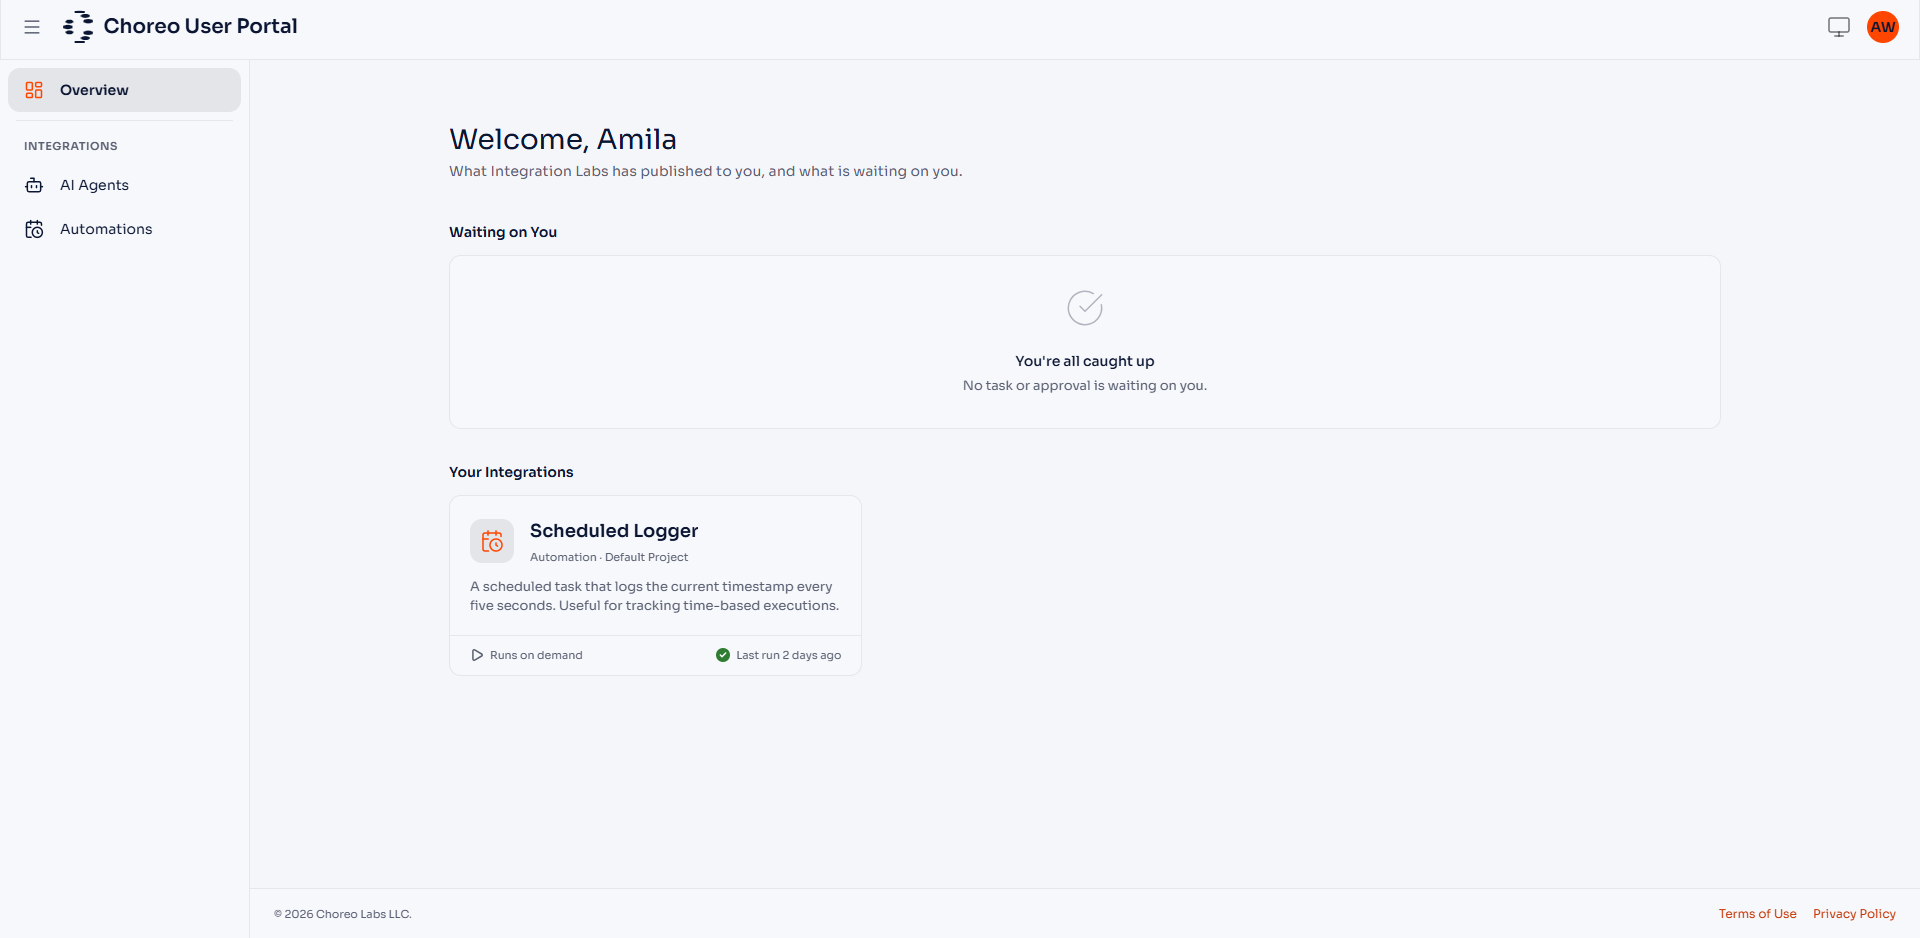 Choreo User Portal
AW
Overview
INTEGRATIONS
AI Agents
Automations
Welcome, Amila
What Integration Labs has published to you, and what is waiting on you.
Waiting on You
You're all caught up
No task or approval is waiting on you.
Your Integrations
Scheduled Logger
Automation · Default Project
A scheduled task that logs the current timestamp every
five seconds. Useful for tracking time-based executions.
Runs on demand
Last run 2 days ago
© 2026 Choreo Labs LLC.
Terms of Use
Privacy Policy